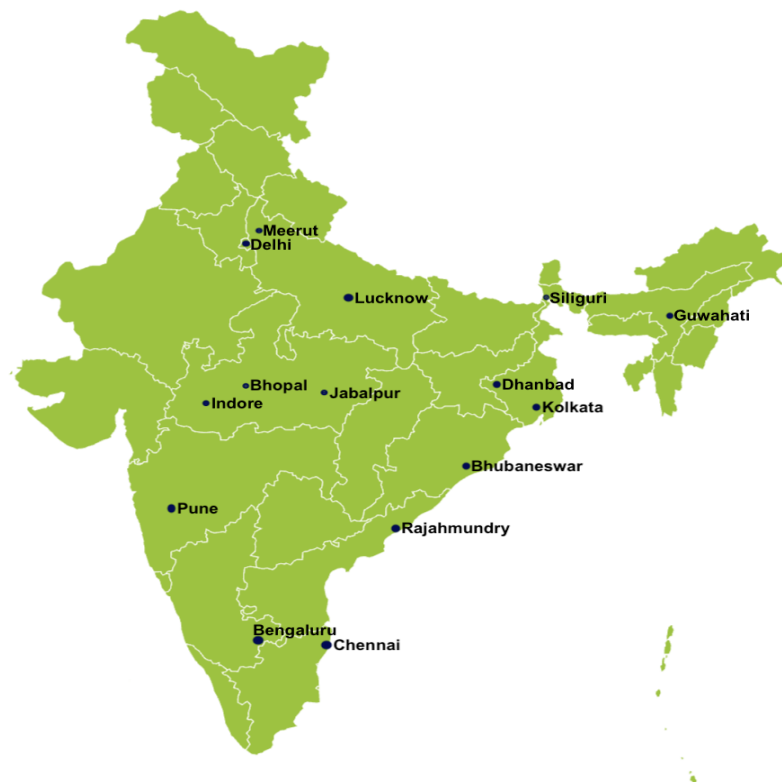 Meerut
Delhi
Lucknow
Siliguri
Guwahati
Bhopal
Jabalpur
Dhanbad
Indore
Kolkata
Bhubaneswar
Pune
Rajahmundry
Bengaluru
Chennai